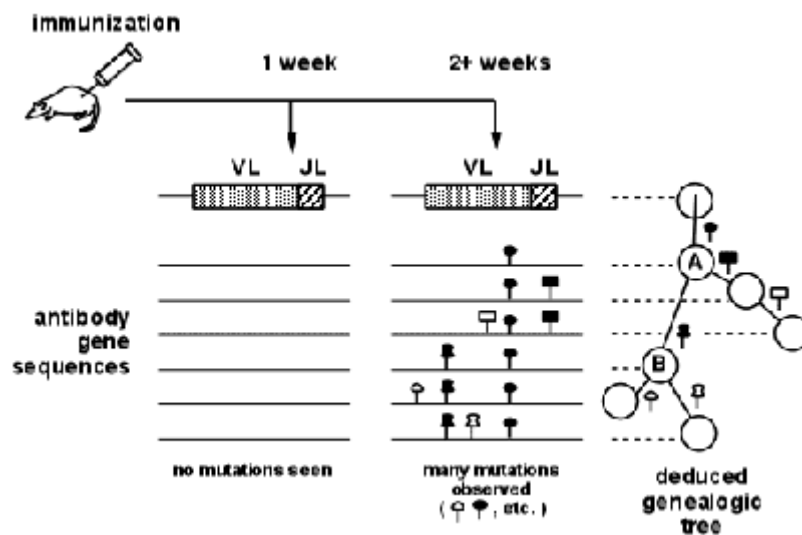 immunization
1 week
2+ weeks
VL JL
VL JL
A
antibody
gene
sequences
B
no mutations seen
many mutations
observed
( , etc. )
deduced
genealogic
tree